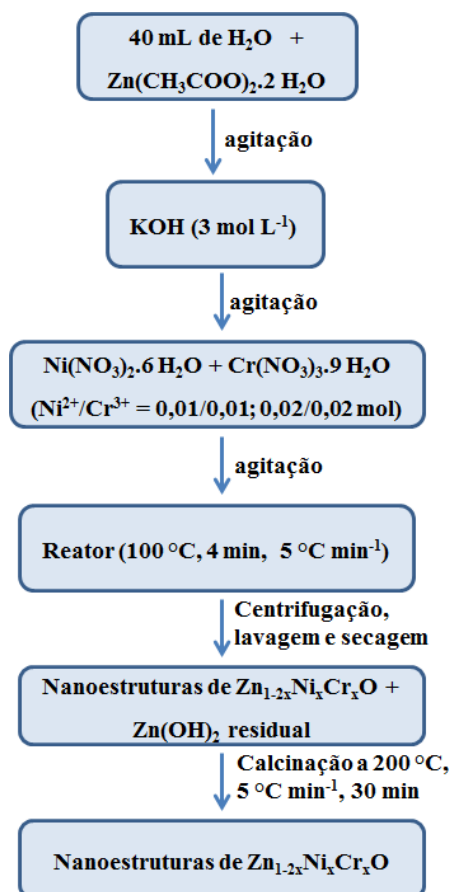 40 mL de H₂O +
Zn(CH₃COO)₂.2 H₂O
agitação
KOH (3 mol L⁻¹)
agitação
Ni(NO₃)₂.6 H₂O + Cr(NO₃)₃.9 H₂O
(Ni²⁺/Cr³⁺ = 0,01/0,01; 0,02/0,02 mol)
agitação
Reator (100 °C, 4 min, 5 °C min⁻¹)
Centrifugação,
lavagem e secagem
Nanoestruturas de Zn₁₋₂ₓNiₓCrₓO +
Zn(OH)₂ residual
Calcinação a 200 °C,
5 °C min⁻¹, 30 min
Nanoestruturas de Zn₁₋₂ₓNiₓCrₓO